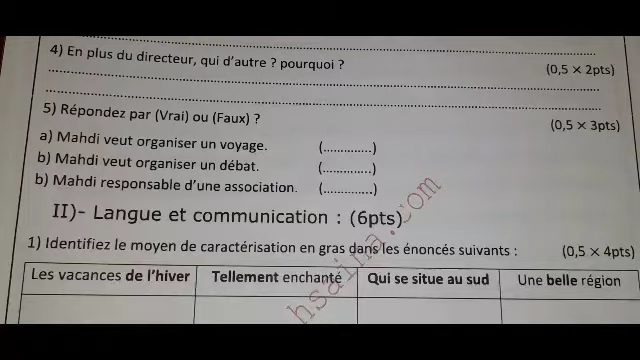 4) En plus du directeur, qui d'autre ? pourquoi ? (0,5 × 2pts)
5) Répondez par (Vrai) ou (Faux) ? (0,5 × 3pts)
a) Mahdi veut organiser un voyage. (..............)
b) Mahdi veut organiser un débat. (..............)
b) Mahdi responsable d'une association. (..............)
II)- Langue et communication : (6pts)
1) Identifiez le moyen de caractérisation en gras dans les énoncés suivants : (0,5 × 4pts)
Les vacances de l'hiver Tellement enchanté Qui se situe au sud Une belle région
hsaina.com